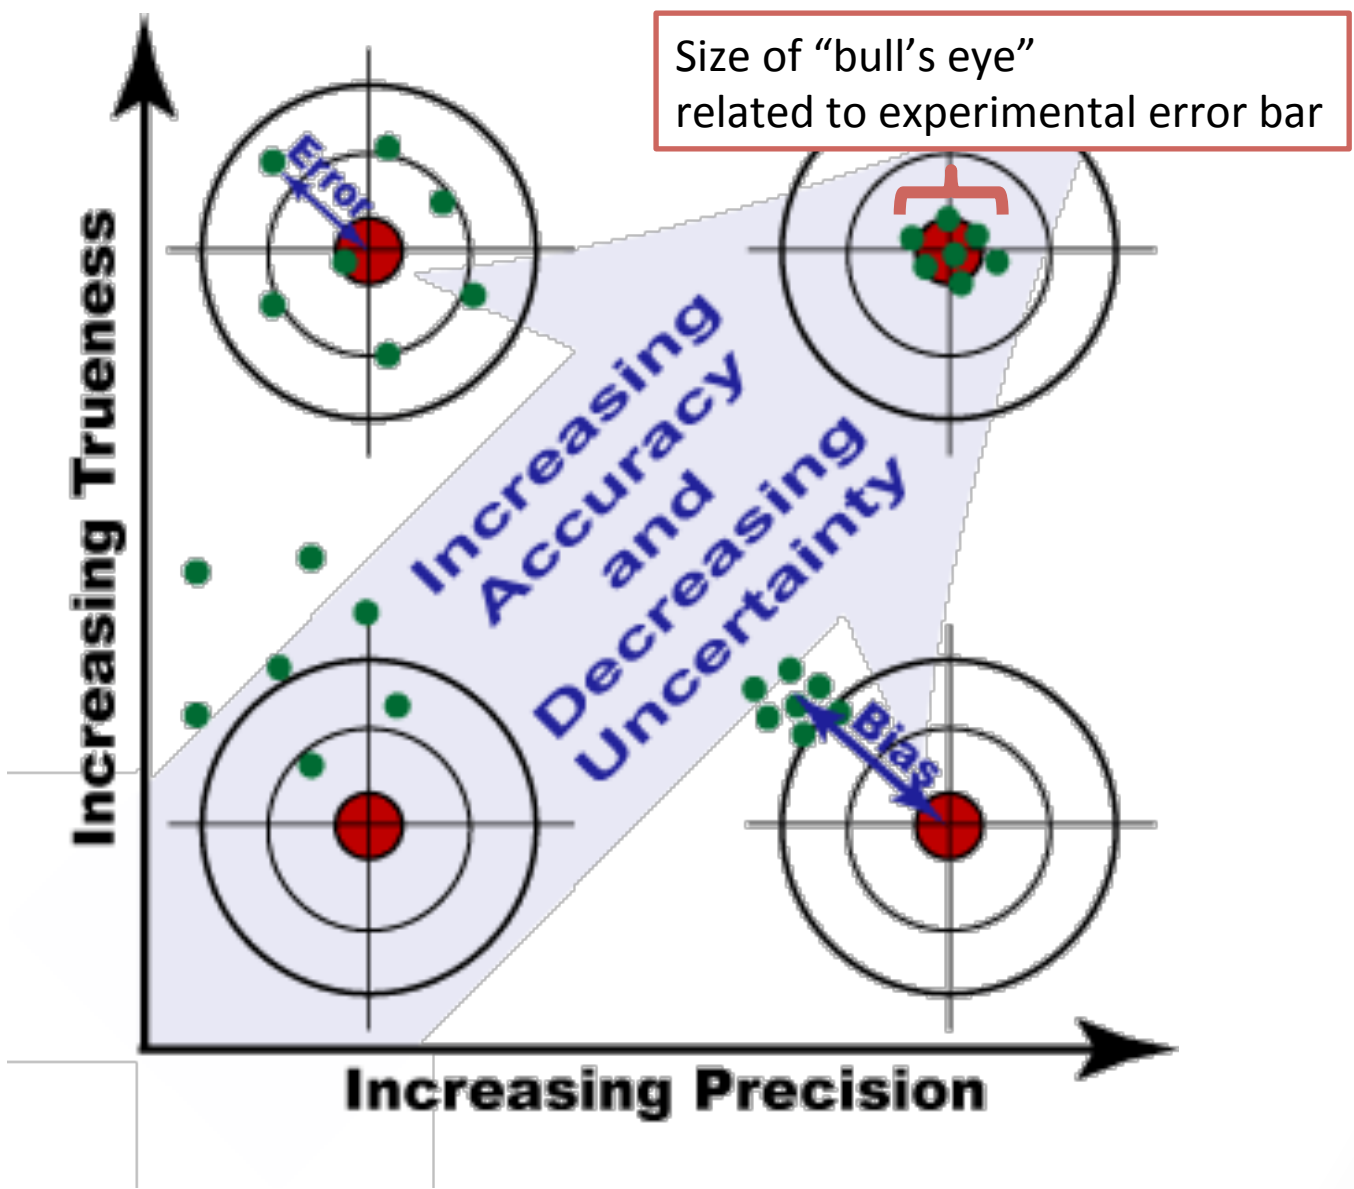 Size of “bull’s eye”
related to experimental error bar
Error
Increasing Trueness
Increasing
Accuracy
and
Decreasing
Uncertainty
Bias
Increasing Precision